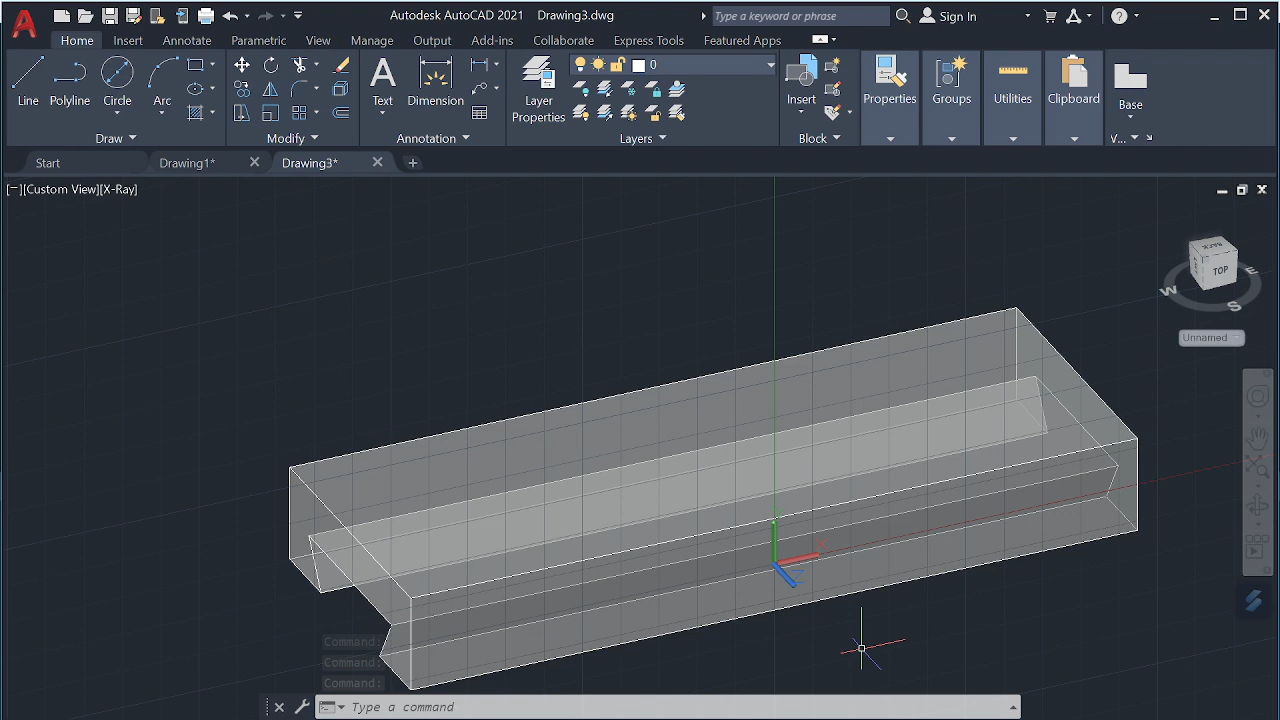 Autodesk AutoCAD 2021 Drawing3.dwg
Type a keyword or phrase
Sign In
Home Insert Annotate Parametric View Manage Output Add-ins Collaborate Express Tools Featured Apps
Line Polyline Circle Arc
Text Dimension
Layer
Properties
0
Insert
Properties Groups Utilities Clipboard Base
Draw Modify Annotation Layers Block V...
Start Drawing1* Drawing3*
[−][Custom View][X-Ray]
BACK
TOP
W S E
Unnamed
X
Z
Command:
Command:
Command:
Type a command